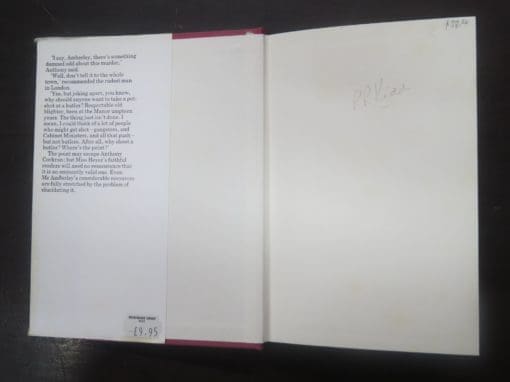 'I say, Amberley, there's something
damned odd about this murder,'
Anthony said.
'Well, don't tell it to the whole
town,' recommended the rudest man
in London.
'Yes, but joking apart, you know,
why should anyone want to take a pot-
shot at a butler? Respectable old
blighter, been at the Manor umpteen
years. The thing just isn't done. I
mean, I could think of a lot of people
who might get shot – gangsters, and
Cabinet Ministers, and all that push –
but not butlers. After all, why shoot a
butler? Where's the point?'
The point may escape Anthony
Corkran; but Miss Heyer's faithful
readers will need no reassurance that
it is an eminently valid one. Even
Mr Amberley's considerable resources
are fully stretched by the problem of
elucidating it.
£9.95